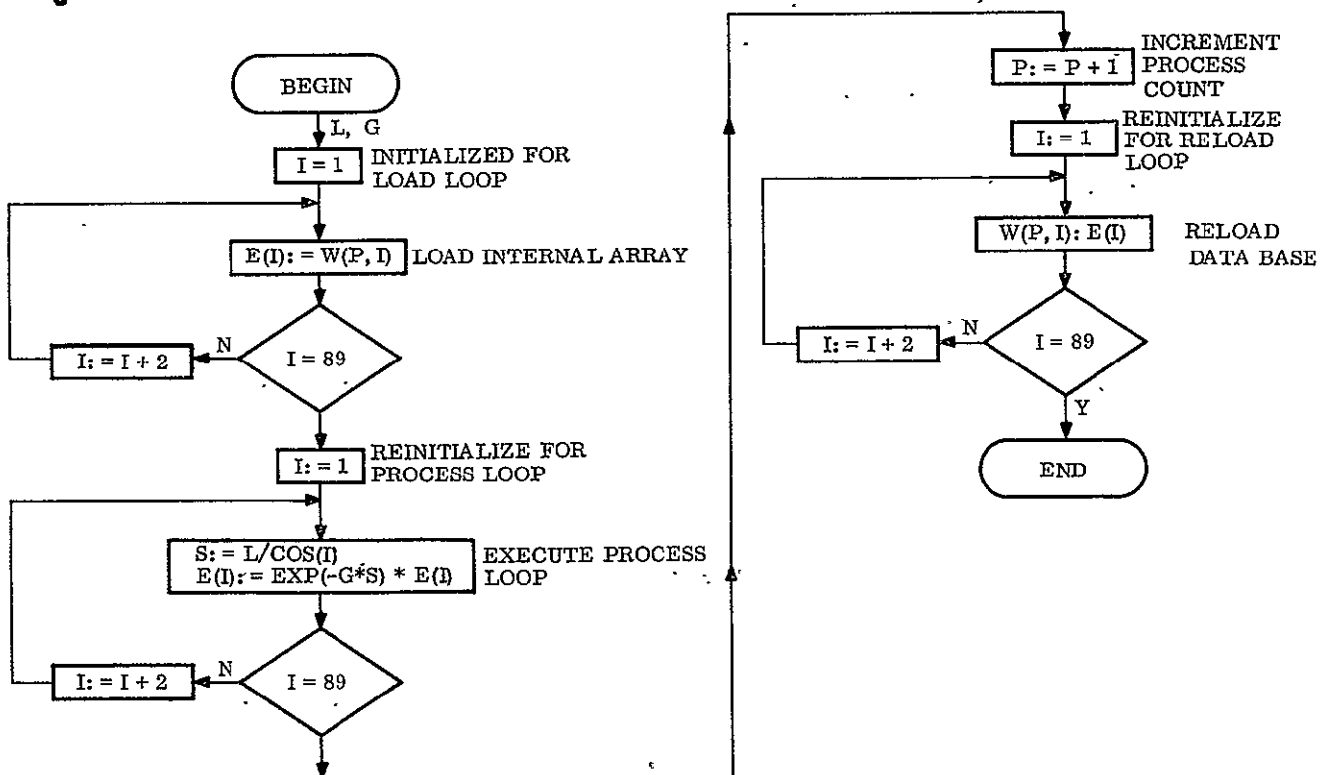 BEGIN
L, G
I = 1
INITIALIZED FOR
LOAD LOOP
E(I): = W(P, I)
LOAD INTERNAL ARRAY
I = 89
N
I: = I + 2
I: = 1
REINITIALIZE FOR
PROCESS LOOP
S: = L/COS(I)
E(I): = EXP(-G*S) * E(I)
EXECUTE PROCESS
LOOP
I = 89
N
I: = I + 2
P: = P + 1
INCREMENT
PROCESS
COUNT
I: = 1
REINITIALIZE
FOR RELOAD
LOOP
W(P, I): E(I)
RELOAD
DATA BASE
I = 89
N
I: = I + 2
Y
END